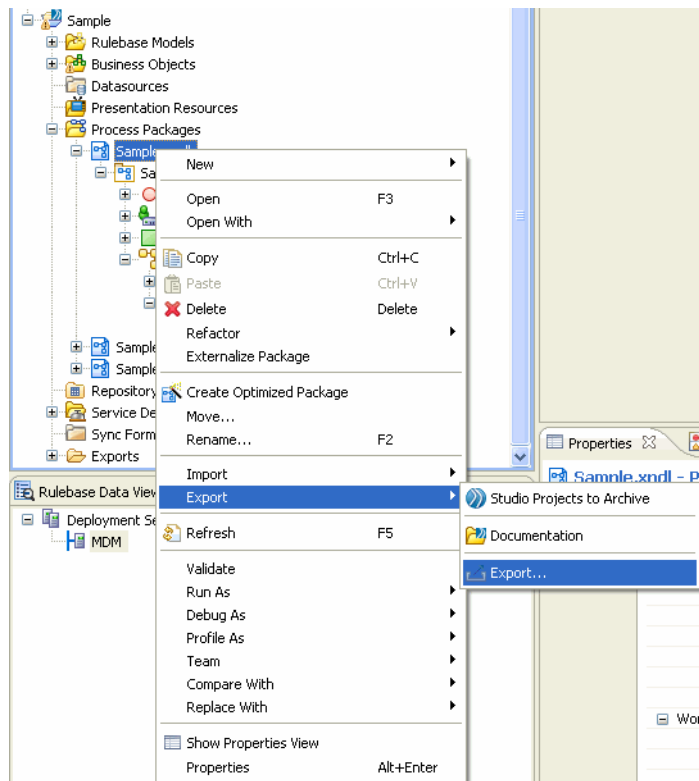 Sample
Rulebase Models
Business Objects
Datasources
Presentation Resources
Process Packages
Sample
Sa
Sample
Sample
Repository
Service De
Sync Form
Exports
Rulebase Data View
Deployment Se
MDM
New
Open F3
Open With
Copy Ctrl+C
Paste Ctrl+V
Delete Delete
Refactor
Externalize Package
Create Optimized Package
Move...
Rename... F2
Import
Export
Refresh F5
Validate
Run As
Debug As
Profile As
Team
Compare With
Replace With
Show Properties View
Properties Alt+Enter
Studio Projects to Archive
Documentation
Export...
Properties
Sample.xpdl - P
Wor